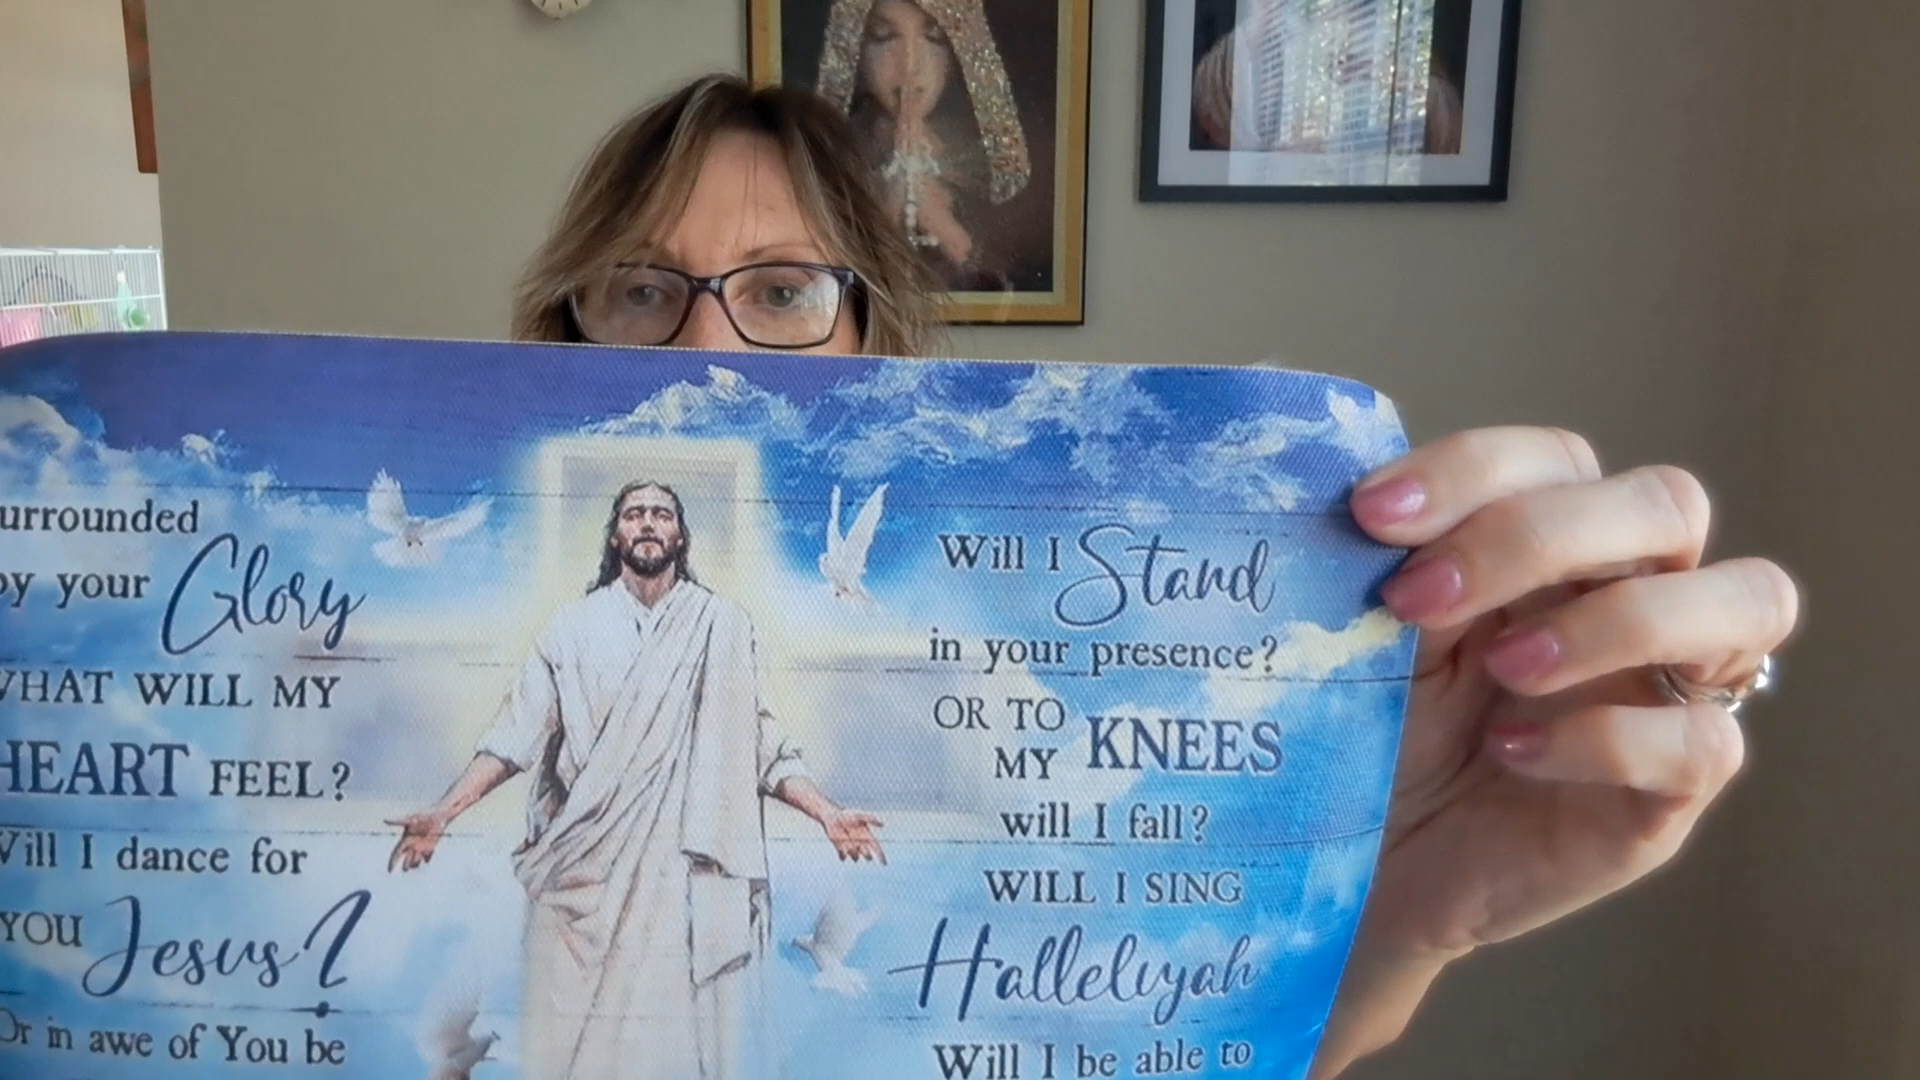 urrounded
by your Glory
WHAT WILL MY
HEART FEEL?
Will I dance for
YOU Jesus?
Or in awe of You be
Will I Stand
in your presence?
OR TO
MY KNEES
will I fall?
WILL I SING
Hallelujah
Will I be able to